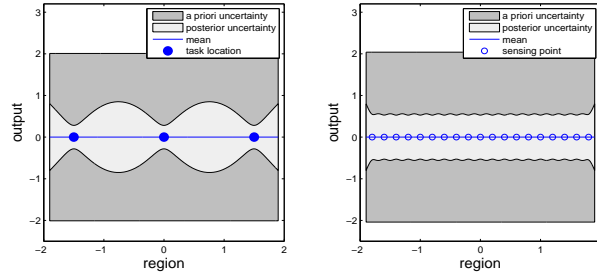 a priori uncertainty
posterior uncertainty
mean
task location
3
2
1
0
−1
−2
output
−2
−1
0
1
2
region
a priori uncertainty
posterior uncertainty
mean
sensing point
3
2
1
0
−1
−2
output
−2
−1
0
1
2
region